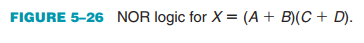 FIGURE 5–26 NOR logic for X = (A + B)(C + D).